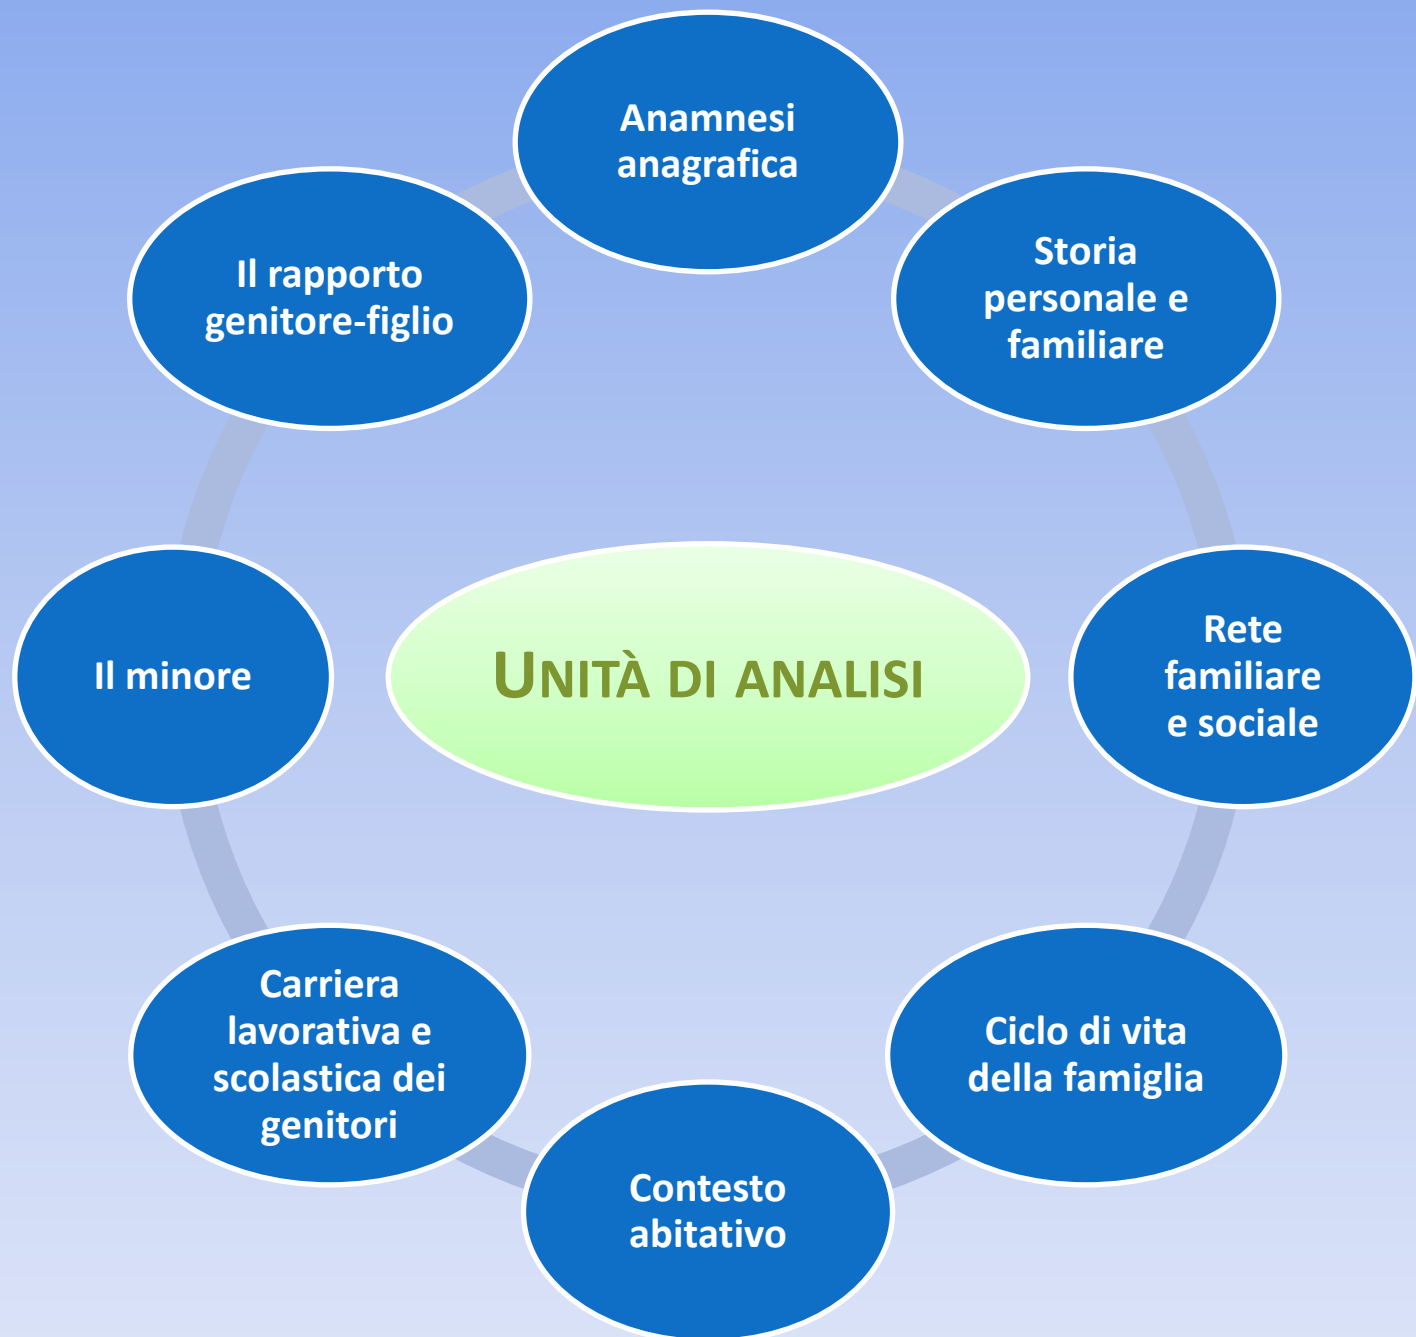 Anamnesi
anagrafica
Storia
personale e
familiare
Rete
familiare
e sociale
Ciclo di vita
della famiglia
Contesto
abitativo
Carriera
lavorativa e
scolastica dei
genitori
Il minore
Il rapporto
genitore-figlio
UNITÀ DI ANALISI